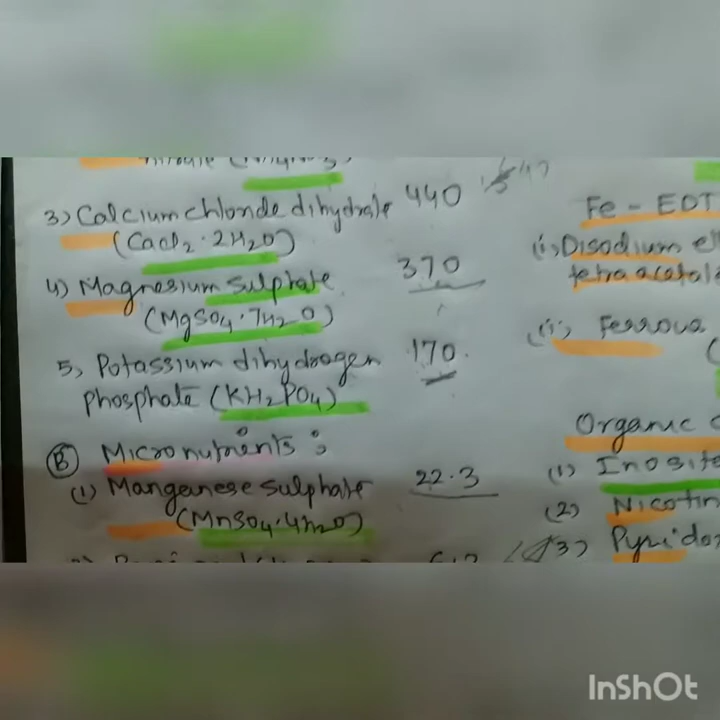 3) Calcium chloride dihydrate 440
(CaCl2·2H2O)
4) Magnesium sulphate 370
(MgSO4·7H2O)
5) Potassium dihydrogen 170
phosphate (KH2PO4)
(B) Micronutrients :
(1) Manganese sulphate 22.3
(MnSO4·4H2O)
Fe - EDT
(i) Disodium e
tetra acetate
(ii) Ferrous
(
Organic c
(1) Inosit
(2) Nicotin
(3) Pyrido
InShOt